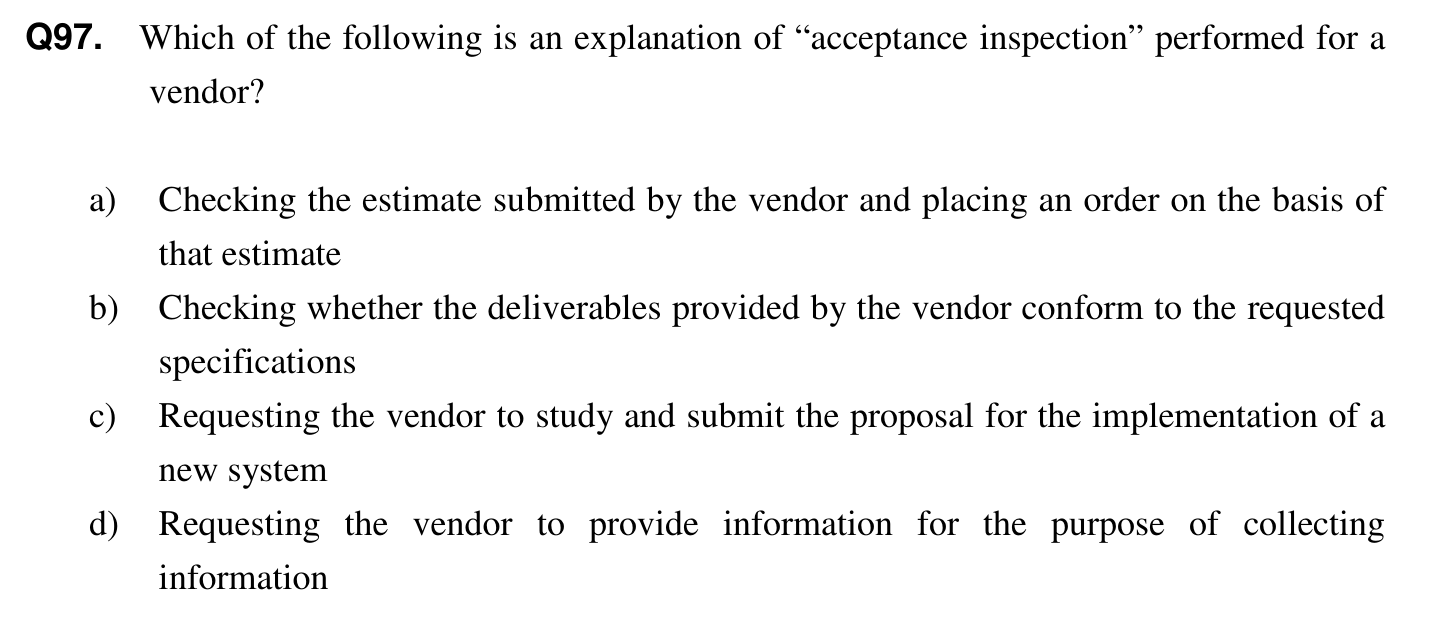 Q97. Which of the following is an explanation of “acceptance inspection” performed for a
vendor?
a) Checking the estimate submitted by the vendor and placing an order on the basis of
that estimate
b) Checking whether the deliverables provided by the vendor conform to the requested
specifications
c) Requesting the vendor to study and submit the proposal for the implementation of a
new system
d) Requesting the vendor to provide information for the purpose of collecting
information